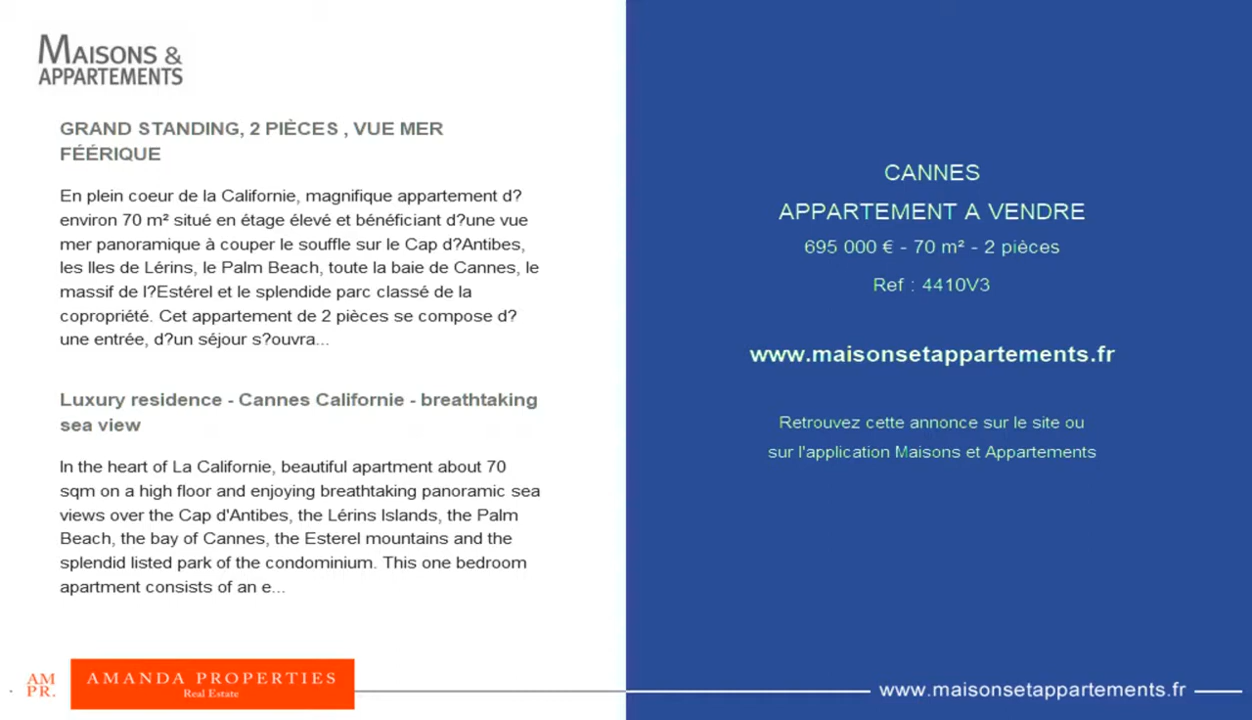 MAISONS &
APPARTEMENTS
GRAND STANDING, 2 PIÈCES , VUE MER
FÉÉRIQUE
En plein coeur de la Californie, magnifique appartement d?
environ 70 m² situé en étage élevé et bénéficiant d?une vue
mer panoramique à couper le souffle sur le Cap d?Antibes,
les Iles de Lérins, le Palm Beach, toute la baie de Cannes, le
massif de l?Estérel et le splendide parc classé de la
copropriété. Cet appartement de 2 pièces se compose d?
une entrée, d?un séjour s?ouvra...
Luxury residence - Cannes Californie - breathtaking
sea view
In the heart of La Californie, beautiful apartment about 70
sqm on a high floor and enjoying breathtaking panoramic sea
views over the Cap d'Antibes, the Lérins Islands, the Palm
Beach, the bay of Cannes, the Esterel mountains and the
splendid listed park of the condominium. This one bedroom
apartment consists of an e...
AM
PR.
AMANDA PROPERTIES
Real Estate
CANNES
APPARTEMENT A VENDRE
695 000 € - 70 m² - 2 pièces
Ref : 4410V3
www.maisonsetappartements.fr
Retrouvez cette annonce sur le site ou
sur l'application Maisons et Appartements
www.maisonsetappartements.fr